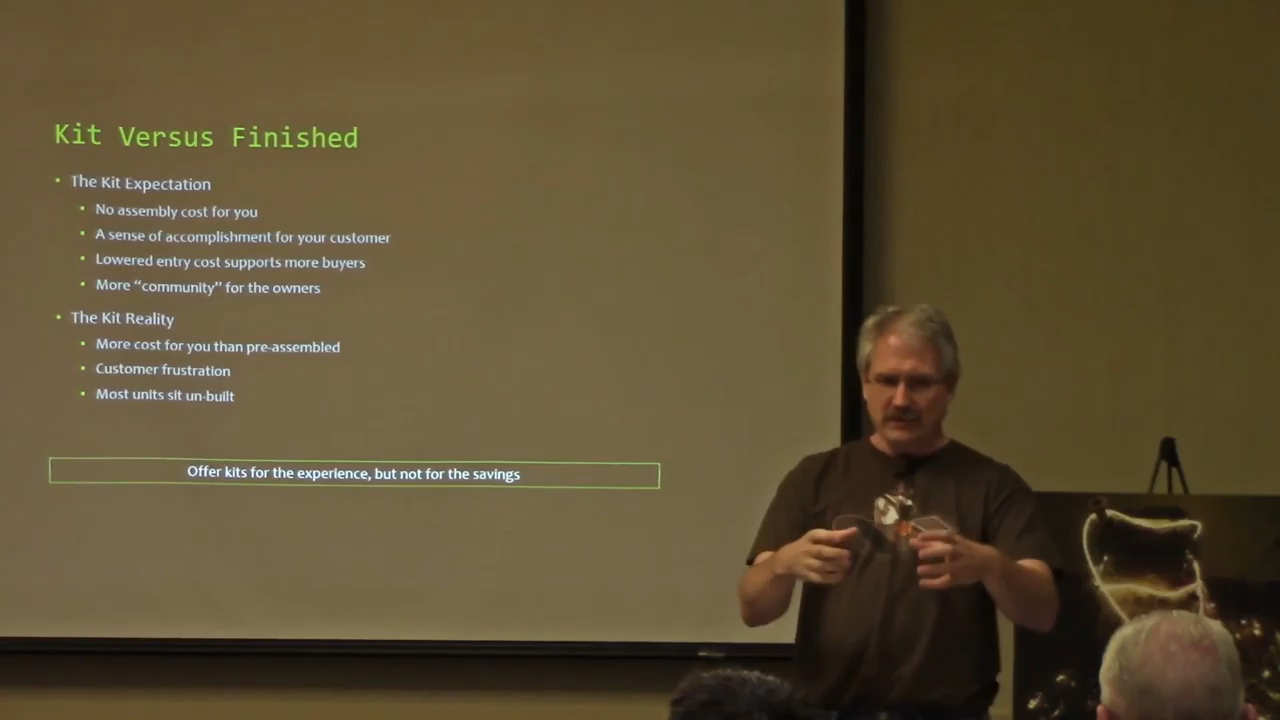 Kit Versus Finished
• The Kit Expectation
• No assembly cost for you
• A sense of accomplishment for your customer
• Lowered entry cost supports more buyers
• More “community” for the owners
• The Kit Reality
• More cost for you than pre-assembled
• Customer frustration
• Most units sit un-built
Offer kits for the experience, but not for the savings